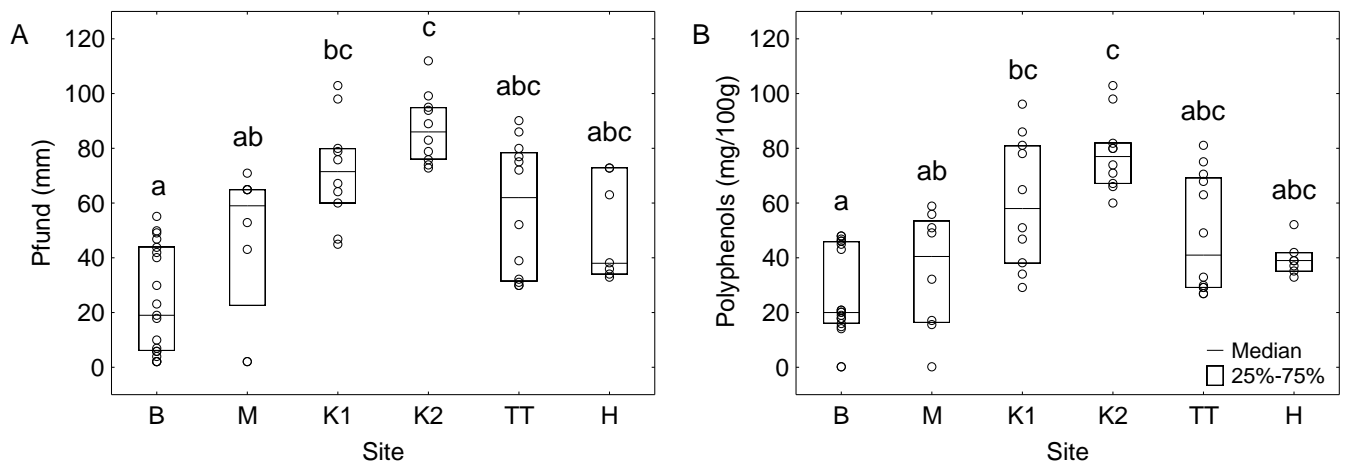 A
Pfund (mm)
120
100
80
60
40
20
0
a
ab
bc
c
abc
abc
B M K1 K2 TT H
Site
B
Polyphenols (mg/100g)
120
100
80
60
40
20
0
a
ab
bc
c
abc
abc
Median
25%-75%
B M K1 K2 TT H
Site